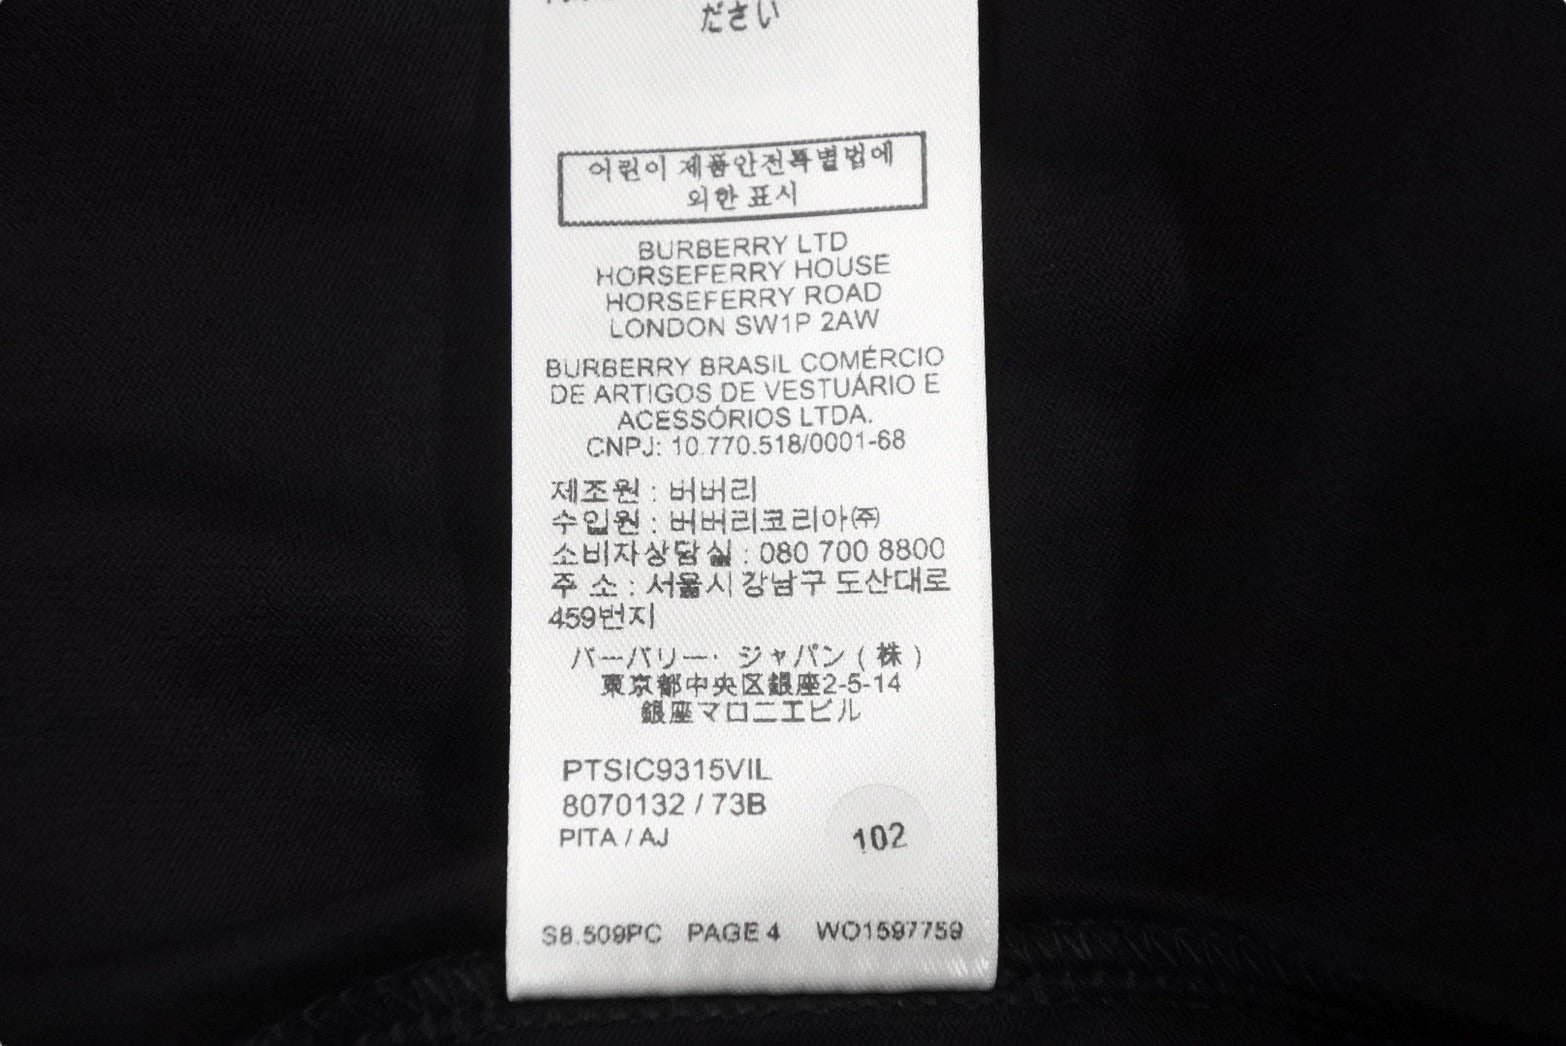 ださい
어린이 제품안전특별법에
의한 표시
BURBERRY LTD
HORSEFERRY HOUSE
HORSEFERRY ROAD
LONDON SW1P 2AW
BURBERRY BRASIL COMÉRCIO
DE ARTIGOS DE VESTUÁRIO E
ACESSÓRIOS LTDA.
CNPJ: 10.770.518/0001-68
제조원 : 버버리
수입원 : 버버리코리아㈜
소비자상담실 : 080 700 8800
주 소 : 서울시 강남구 도산대로
459번지
バーバリー· ジャパン ( 株 )
東京都中央区銀座2-5-14
銀座マロニエビル
PTSIC9315VIL
8070132 / 73B
PITA / AJ
102
S8.509PC PAGE 4 WO1597759